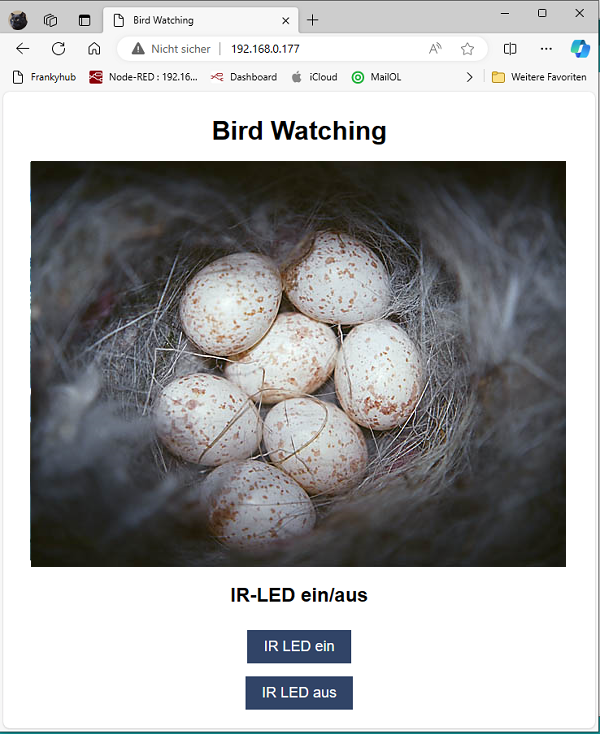 Bird Watching
Nicht sicher 192.168.0.177
Frankyhub Node-RED : 192.16... Dashboard iCloud MailOL Weitere Favoriten
Bird Watching
IR-LED ein/aus
IR LED ein
IR LED aus